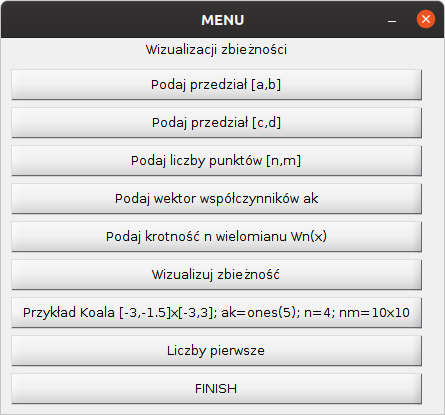 MENU
Wizualizacji zbieżności
Podaj przedział [a,b]
Podaj przedział [c,d]
Podaj liczby punktów [n,m]
Podaj wektor współczynników ak
Podaj krotność n wielomianu Wn(x)
Wizualizuj zbieżność
Przykład Koala [-3,-1.5]x[-3,3]; ak=ones(5); n=4; nm=10x10
Liczby pierwsze
FINISH